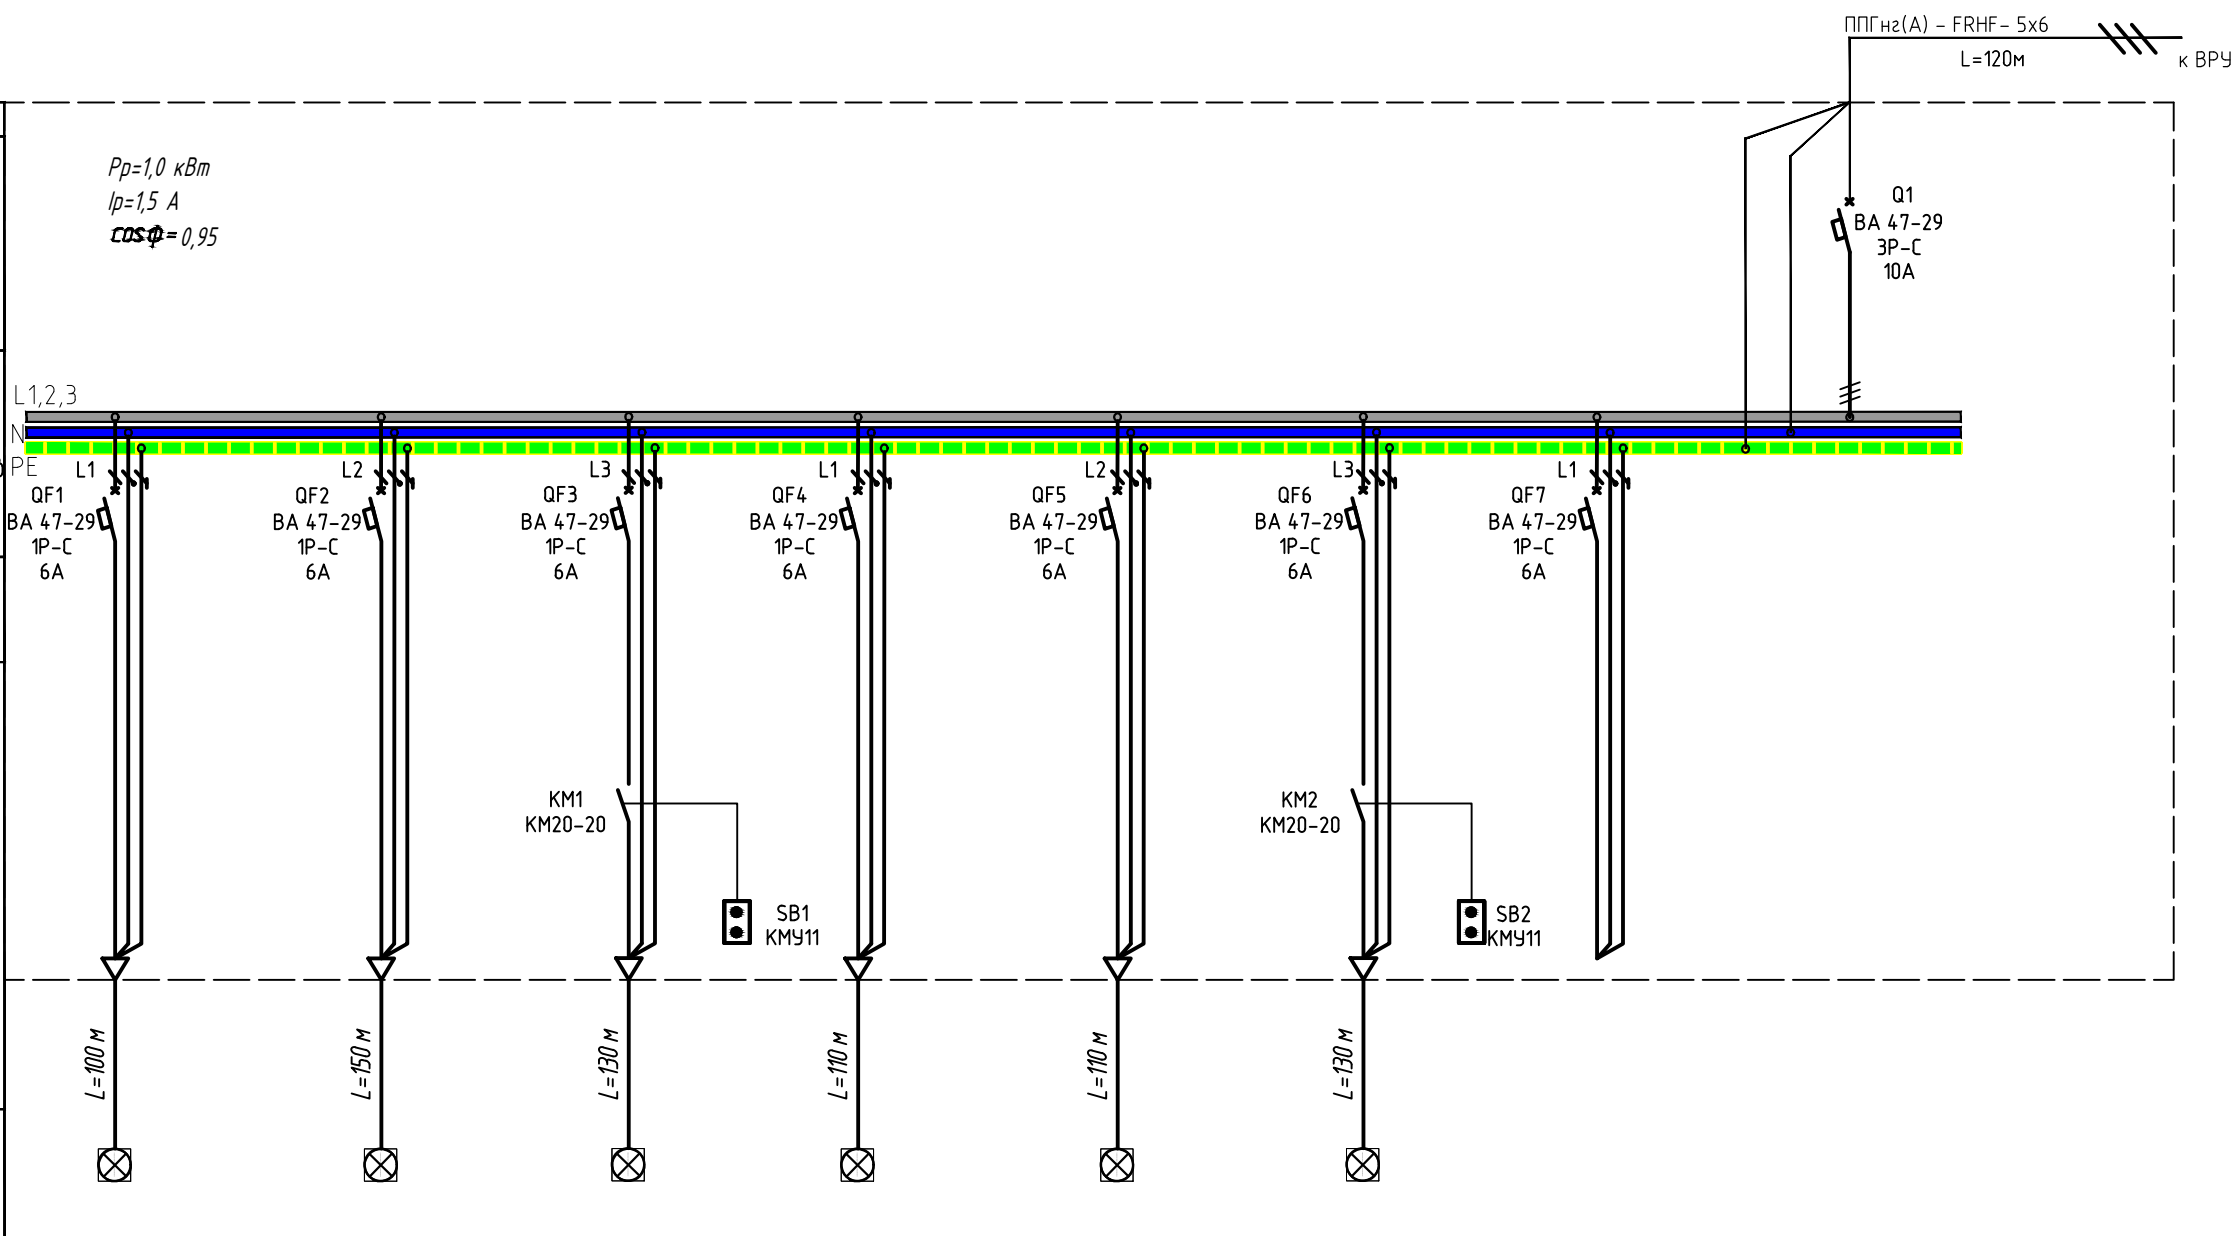 ППГнг(А) - FRHF- 5х6
L=120м
к ВРУ
Рр=1,0 кВт
Iр=1,5 А
cosф=0,95
Q1
ВА 47-29
3Р-С
10А
L1,2,3
N
PE
L1
L2
L3
L1
L2
L3
L1
QF1
ВА 47-29
1Р-С
6А
QF2
ВА 47-29
1Р-С
6А
QF3
ВА 47-29
1Р-С
6А
QF4
ВА 47-29
1Р-С
6А
QF5
ВА 47-29
1Р-С
6А
QF6
ВА 47-29
1Р-С
6А
QF7
ВА 47-29
1Р-С
6А
КМ1
КМ20-20
SB1
КМУ11
КМ2
КМ20-20
SB2
КМУ11
L=100 м
L=150 м
L=130 м
L=110 м
L=110 м
L=130 м